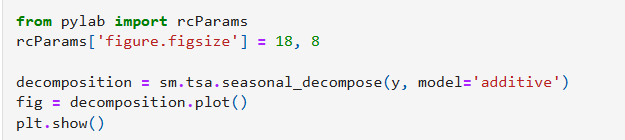 from pylab import rcParams
rcParams['figure.figsize'] = 18, 8
decomposition = sm.tsa.seasonal_decompose(y, model='additive')
fig = decomposition.plot()
plt.show()